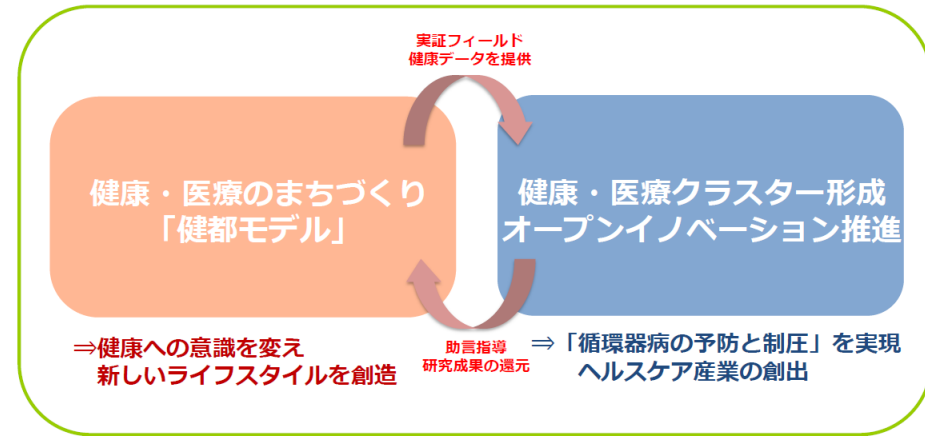 実証フィールド
健康データを提供
健康・医療のまちづくり
「健都モデル」
健康・医療クラスター形成
オープンイノベーション推進
助言指導
研究成果の還元
⇒健康への意識を変え
新しいライフスタイルを創造
⇒「循環器病の予防と制圧」を実現
ヘルスケア産業の創出